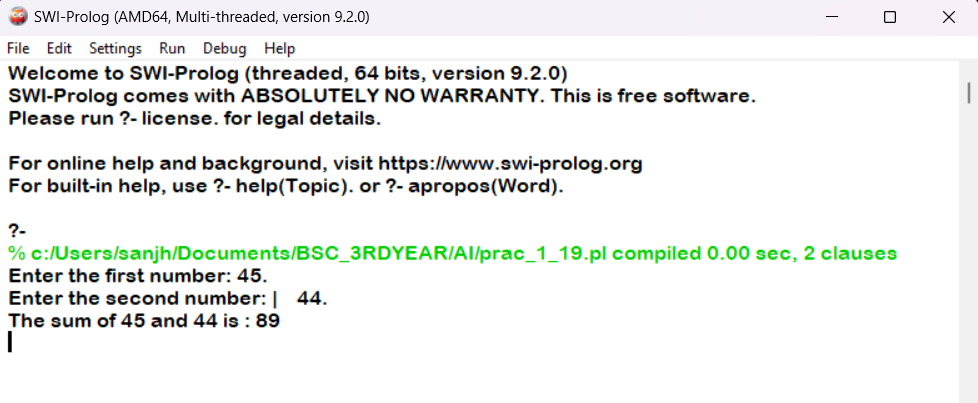 SWI-Prolog (AMD64, Multi-threaded, version 9.2.0)
File Edit Settings Run Debug Help
Welcome to SWI-Prolog (threaded, 64 bits, version 9.2.0)
SWI-Prolog comes with ABSOLUTELY NO WARRANTY. This is free software.
Please run ?- license. for legal details.
For online help and background, visit https://www.swi-prolog.org
For built-in help, use ?- help(Topic). or ?- apropos(Word).
?-
% c:/Users/sanjh/Documents/BSC_3RDYEAR/AI/prac_1_19.pl compiled 0.00 sec, 2 clauses
Enter the first number: 45.
Enter the second number: |    44.
The sum of 45 and 44 is : 89